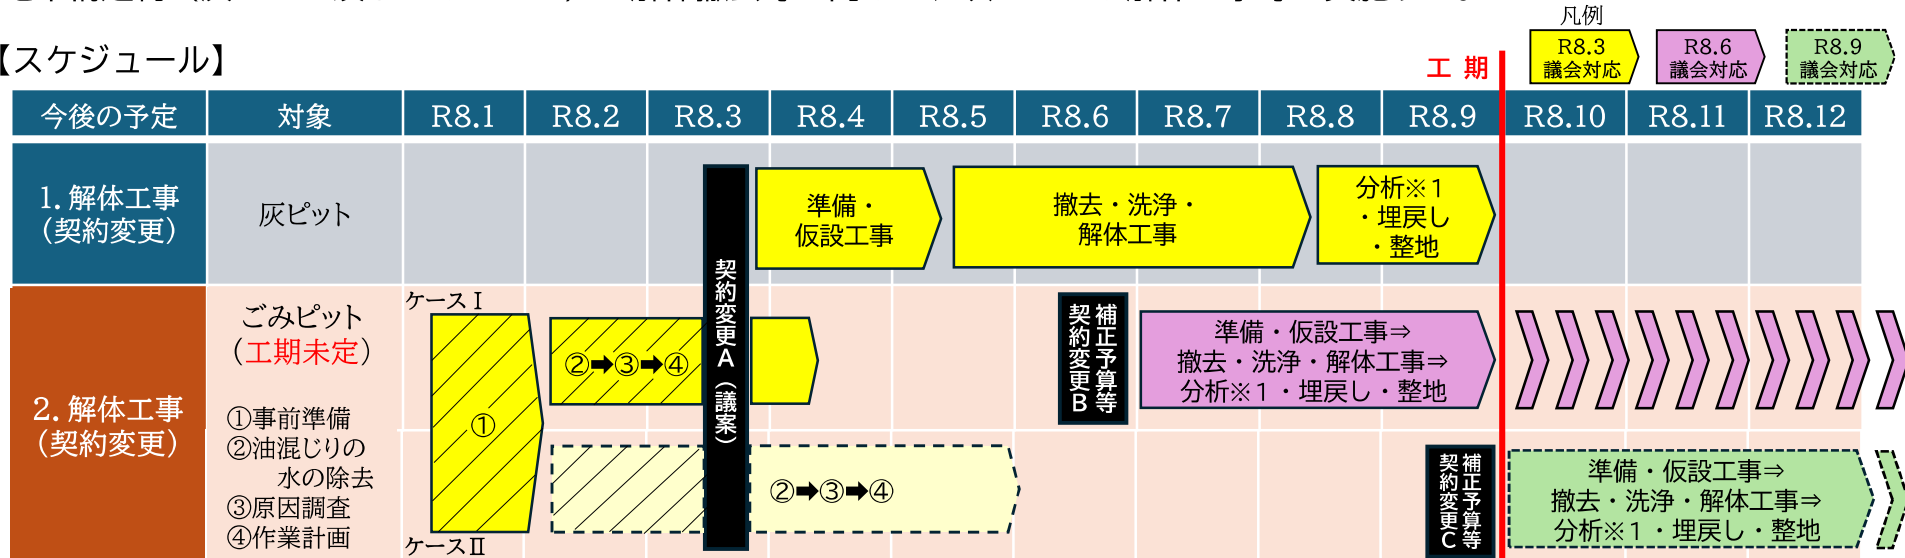 【スケジュール】
凡例
R8.3
議会対応
R8.6
議会対応
R8.9
議会対応
工 期
今後の予定 対象 R8.1 R8.2 R8.3 R8.4 R8.5 R8.6 R8.7 R8.8 R8.9 R8.10 R8.11 R8.12
1. 解体工事
（契約変更）
灰ピット
準備・
仮設工事
撤去・洗浄・
解体工事
分析※１
・埋戻し
・整地
契約変更A（議案）
2. 解体工事
（契約変更）
ごみピット
（工期未定）
①事前準備
②油混じりの
水の除去
③原因調査
④作業計画
ケースⅠ
①
②➡③➡④
補正予算等
契約変更B
準備・仮設工事⇒
撤去・洗浄・解体工事⇒
分析※１・埋戻し・整地
ケースⅡ
②➡③➡④
補正予算等
契約変更C
準備・仮設工事⇒
撤去・洗浄・解体工事⇒
分析※１・埋戻し・整地